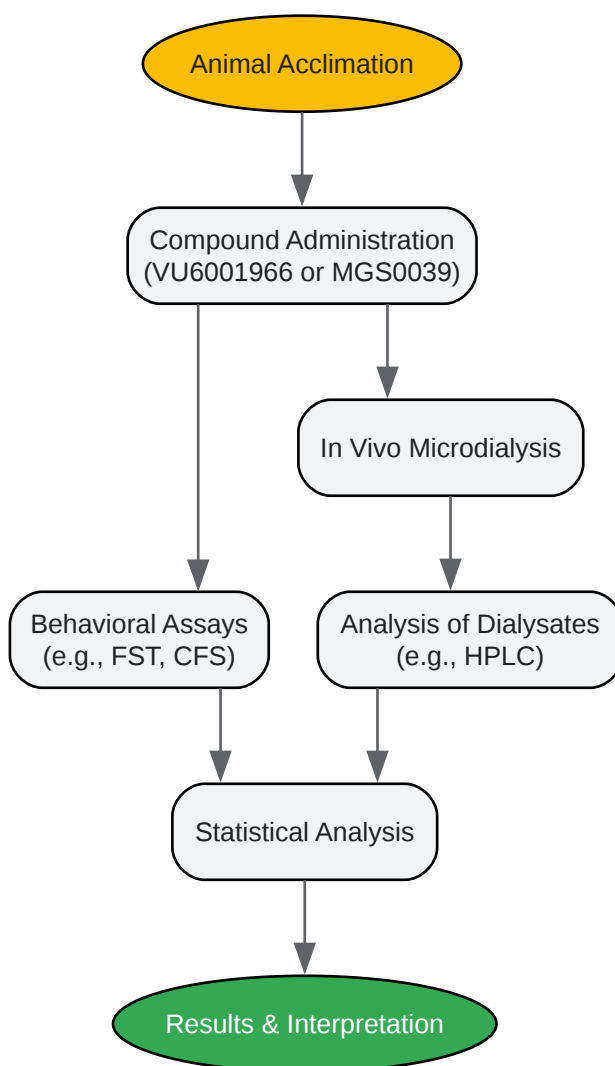 Animal Acclimation
Compound Administration
(VU6001966 or MGS0039)
In Vivo Microdialysis
Behavioral Assays
(e.g., FST, CFS)
Analysis of Dialysates
(e.g., HPLC)
Statistical Analysis
Results & Interpretation